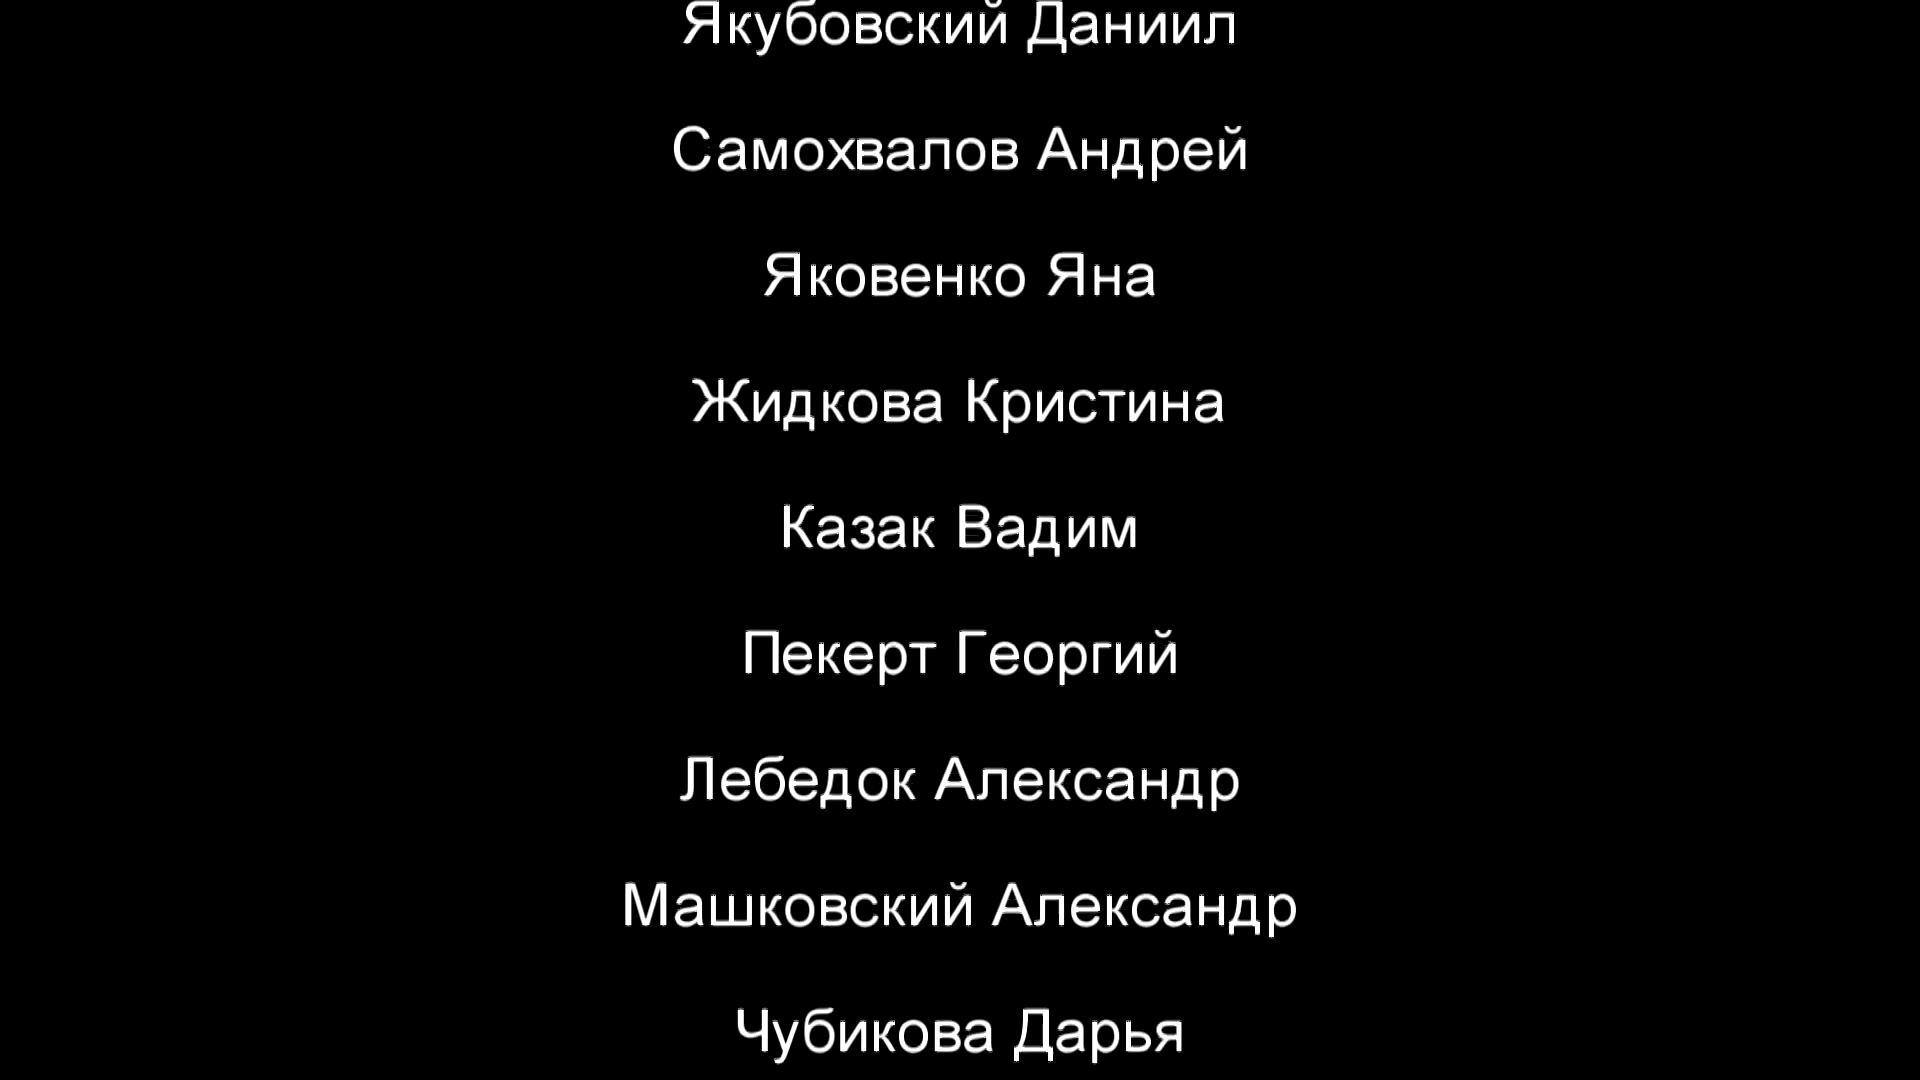 Якубовский Даниил
Самохвалов Андрей
Яковенко Яна
Жидкова Кристина
Казак Вадим
Пекерт Георгий
Лебедок Александр
Машковский Александр
Чубикова Дарья